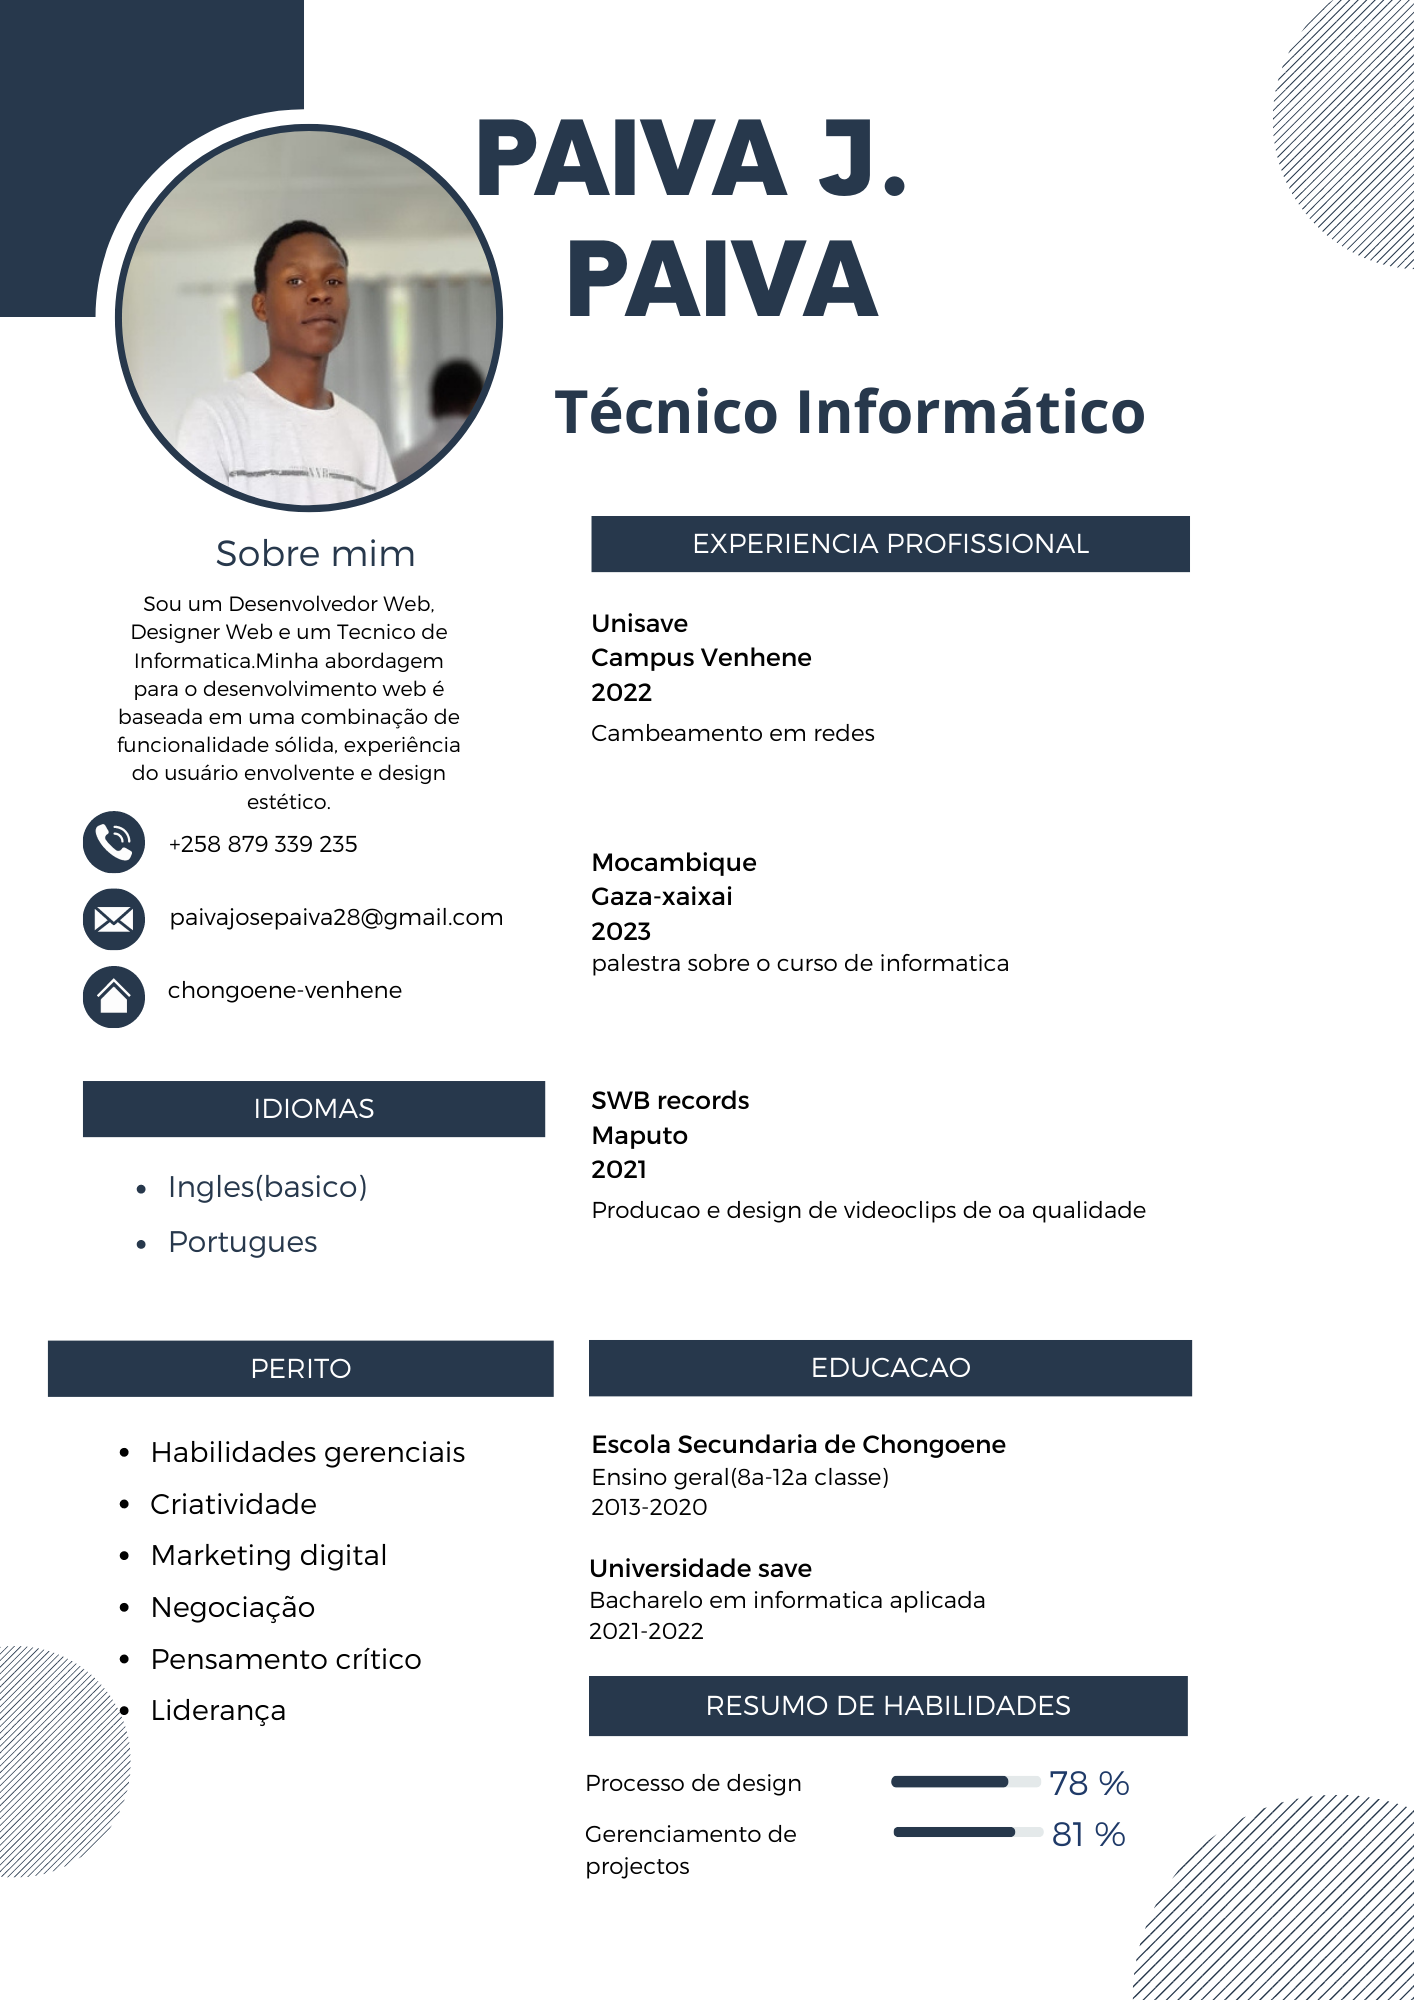 PAIVA J.
PAIVA
Técnico Informático
Sobre mim
Sou um Desenvolvedor Web,
Designer Web e um Tecnico de
Informatica.Minha abordagem
para o desenvolvimento web é
baseada em uma combinação de
funcionalidade sólida, experiência
do usuário envolvente e design
estético.
+258 879 339 235
paivajosepaiva28@gmail.com
chongoene-venhene
IDIOMAS
Ingles(basico)
Portugues
PERITO
Habilidades gerenciais
Criatividade
Marketing digital
Negociação
Pensamento crítico
Liderança
EXPERIENCIA PROFISSIONAL
Unisave
Campus Venhene
2022
Cambeamento em redes
Mocambique
Gaza-xaixai
2023
palestra sobre o curso de informatica
SWB records
Maputo
2021
Producao e design de videoclips de oa qualidade
EDUCACAO
Escola Secundaria de Chongoene
Ensino geral(8a-12a classe)
2013-2020
Universidade save
Bacharelo em informatica aplicada
2021-2022
RESUMO DE HABILIDADES
Processo de design 78 %
Gerenciamento de 81 %
projectos